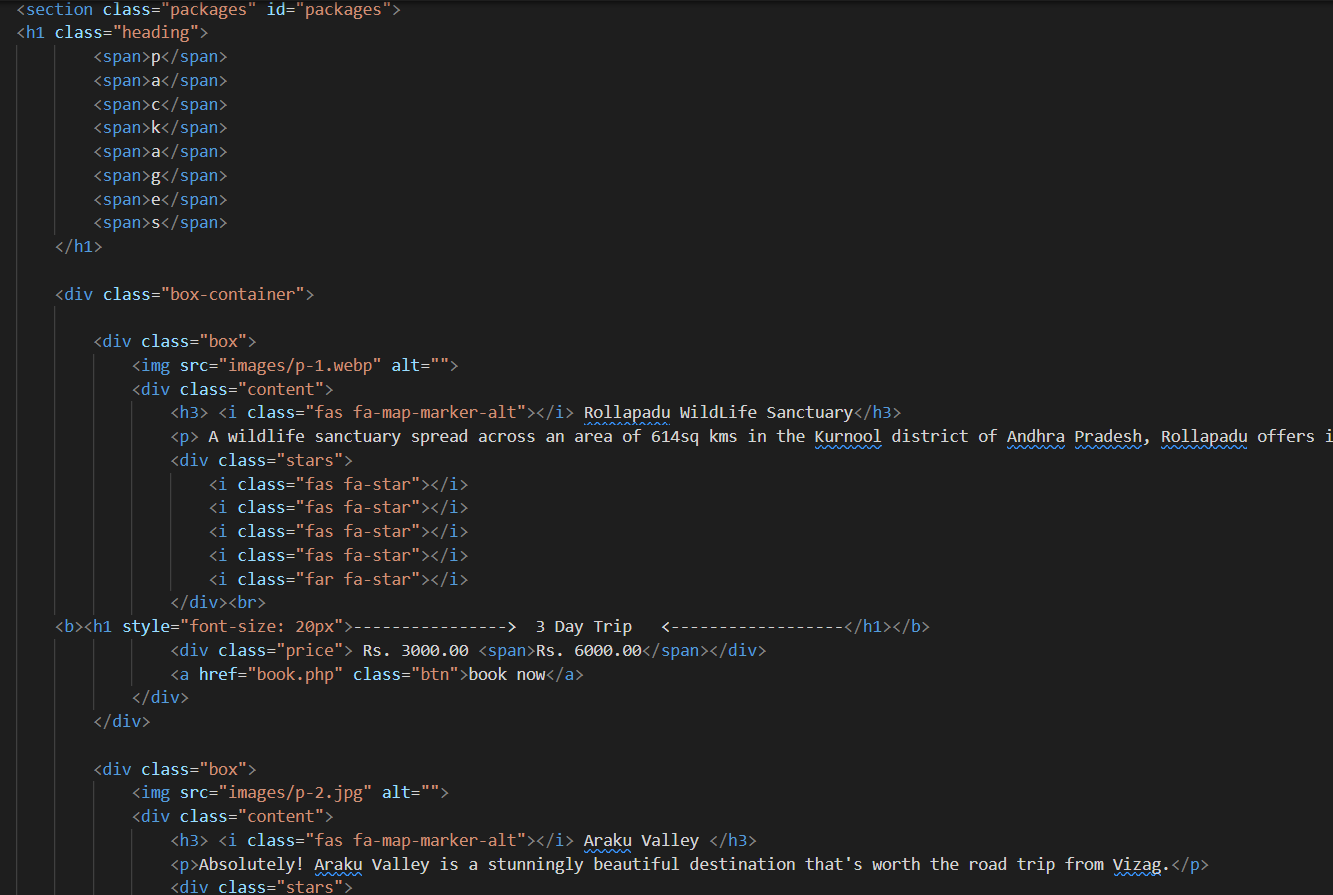 <section class="packages" id="packages">
<h1 class="heading">
<span>p</span>
<span>a</span>
<span>c</span>
<span>k</span>
<span>a</span>
<span>g</span>
<span>e</span>
<span>s</span>
</h1>
<div class="box-container">
<div class="box">
<img src="images/p-1.webp" alt="">
<div class="content">
<h3> <i class="fas fa-map-marker-alt"></i> Rollapadu WildLife Sanctuary</h3>
<p> A wildlife sanctuary spread across an area of 614sq kms in the Kurnool district of Andhra Pradesh, Rollapadu offers i
<div class="stars">
<i class="fas fa-star"></i>
<i class="fas fa-star"></i>
<i class="fas fa-star"></i>
<i class="fas fa-star"></i>
<i class="far fa-star"></i>
</div><br>
<b><h1 style="font-size: 20px">---------------->  3 Day Trip   <------------------</h1></b>
<div class="price"> Rs. 3000.00 <span>Rs. 6000.00</span></div>
<a href="book.php" class="btn">book now</a>
</div>
</div>
<div class="box">
<img src="images/p-2.jpg" alt="">
<div class="content">
<h3> <i class="fas fa-map-marker-alt"></i> Araku Valley </h3>
<p>Absolutely! Araku Valley is a stunningly beautiful destination that's worth the road trip from Vizag.</p>
<div class="stars">